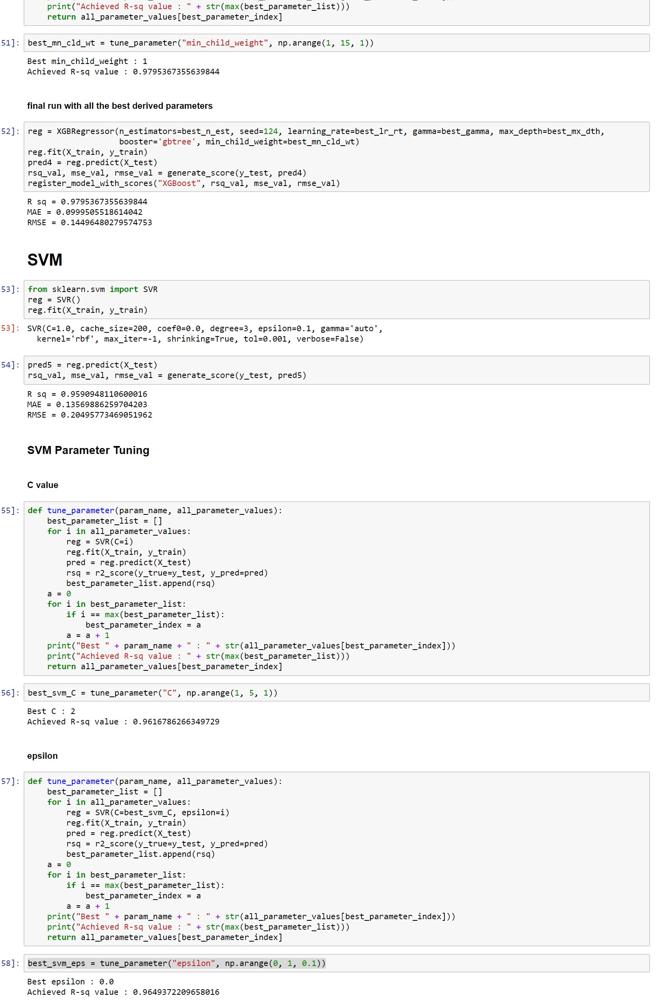 print("Achieved R-sq value : " + str(max(best_parameter_list)))
    return all_parameter_values[best_parameter_index]
51]: best_mn_cld_wt = tune_parameter("min_child_weight", np.arange(1, 15, 1))
Best min_child_weight : 1
Achieved R-sq value : 0.9795367355639844
final run with all the best derived parameters
52]: reg = XGBRegressor(n_estimators=best_n_est, seed=124, learning_rate=best_lr_rt, gamma=best_gamma, max_depth=best_mx_dth,
                   booster='gbtree', min_child_weight=best_mn_cld_wt)
reg.fit(X_train, y_train)
pred4 = reg.predict(X_test)
rsq_val, mse_val, rmse_val = generate_score(y_test, pred4)
register_model_with_scores("XGBoost", rsq_val, mse_val, rmse_val)
R sq = 0.9795367355639844
MAE = 0.0999505518614042
RMSE = 0.14496480279574753
SVM
53]: from sklearn.svm import SVR
reg = SVR()
reg.fit(X_train, y_train)
53]: SVR(C=1.0, cache_size=200, coef0=0.0, degree=3, epsilon=0.1, gamma='auto',
  kernel='rbf', max_iter=-1, shrinking=True, tol=0.001, verbose=False)
54]: pred5 = reg.predict(X_test)
rsq_val, mse_val, rmse_val = generate_score(y_test, pred5)
R sq = 0.9590948110600016
MAE = 0.13569886259704203
RMSE = 0.20495773469051962
SVM Parameter Tuning
C value
55]: def tune_parameter(param_name, all_parameter_values):
    best_parameter_list = []
    for i in all_parameter_values:
        reg = SVR(C=i)
        reg.fit(X_train, y_train)
        pred = reg.predict(X_test)
        rsq = r2_score(y_true=y_test, y_pred=pred)
        best_parameter_list.append(rsq)
    a = 0
    for i in best_parameter_list:
        if i == max(best_parameter_list):
            best_parameter_index = a
        a = a + 1
    print("Best " + param_name + " : " + str(all_parameter_values[best_parameter_index]))
    print("Achieved R-sq value : " + str(max(best_parameter_list)))
    return all_parameter_values[best_parameter_index]
56]: best_svm_C = tune_parameter("C", np.arange(1, 5, 1))
Best C : 2
Achieved R-sq value : 0.9616786266349729
epsilon
57]: def tune_parameter(param_name, all_parameter_values):
    best_parameter_list = []
    for i in all_parameter_values:
        reg = SVR(C=best_svm_C, epsilon=i)
        reg.fit(X_train, y_train)
        pred = reg.predict(X_test)
        rsq = r2_score(y_true=y_test, y_pred=pred)
        best_parameter_list.append(rsq)
    a = 0
    for i in best_parameter_list:
        if i == max(best_parameter_list):
            best_parameter_index = a
        a = a + 1
    print("Best " + param_name + " : " + str(all_parameter_values[best_parameter_index]))
    print("Achieved R-sq value : " + str(max(best_parameter_list)))
    return all_parameter_values[best_parameter_index]
58]: best_svm_eps = tune_parameter("epsilon", np.arange(0, 1, 0.1))
Best epsilon : 0.0
Achieved R-sq value : 0.9649372209658016